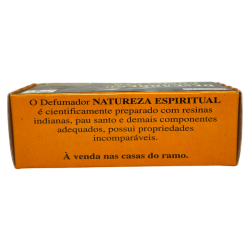 O Defumador NATUREZA ESPIRITUAL
é cientificamente preparado com resinas
indianas, pau santo e demais componentes
adequados, possui propriedades
incomparáveis.
À venda nas casas do ramo.